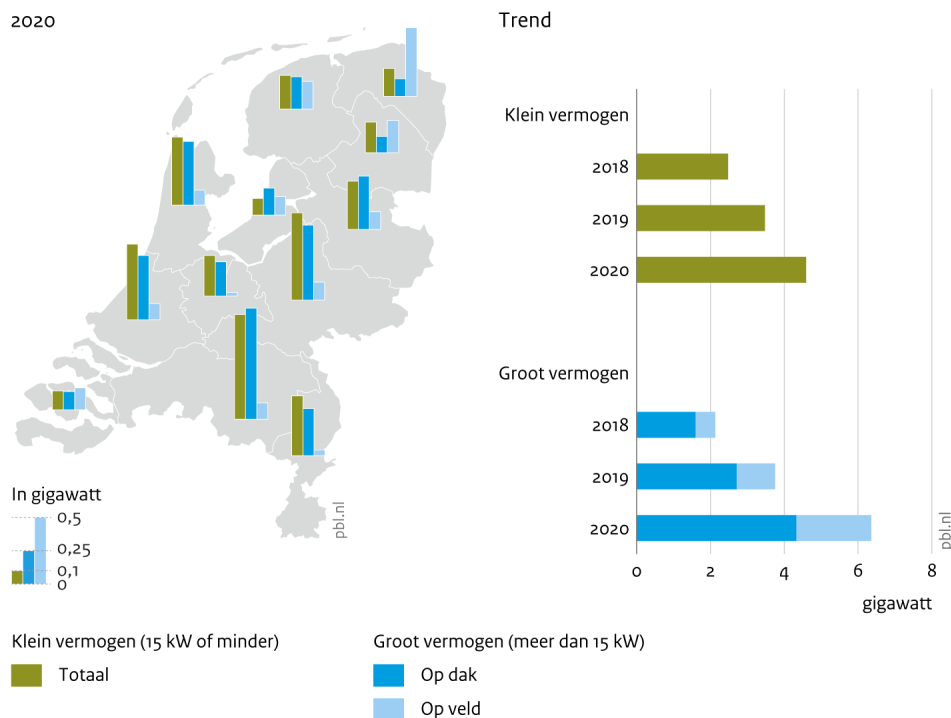 2020
In gigawatt
0,5
0,25
0,1
0
pbl.nl
Trend
Klein vermogen
2018
2019
2020
Groot vermogen
2018
2019
2020
0 2 4 6 8
gigawatt
pbl.nl
Klein vermogen (15 kW of minder)
Totaal
Groot vermogen (meer dan 15 kW)
Op dak
Op veld